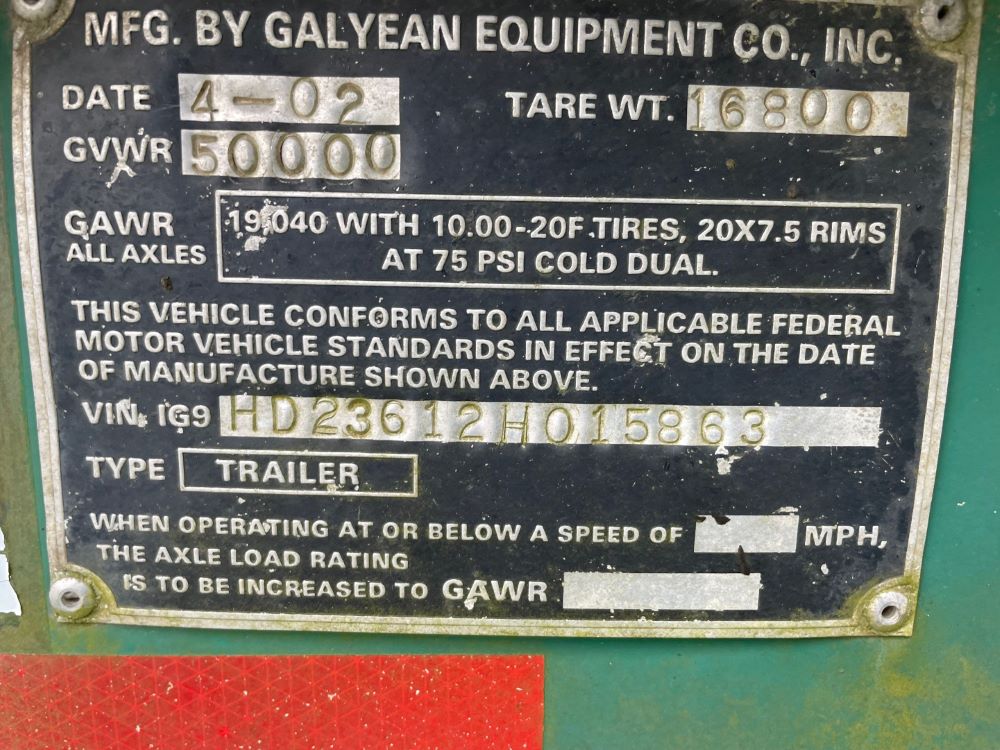 MFG. BY GALYEAN EQUIPMENT CO., INC.
DATE 4-02 TARE WT. 16800
GVWR 50000
GAWR ALL AXLES
19,040 WITH 10.00-20F TIRES, 20X7.5 RIMS
AT 75 PSI COLD DUAL.
THIS VEHICLE CONFORMS TO ALL APPLICABLE FEDERAL
MOTOR VEHICLE STANDARDS IN EFFECT ON THE DATE
OF MANUFACTURE SHOWN ABOVE.
VIN. 1G9 HD23612H015863
TYPE TRAILER
WHEN OPERATING AT OR BELOW A SPEED OF MPH,
THE AXLE LOAD RATING
IS TO BE INCREASED TO GAWR